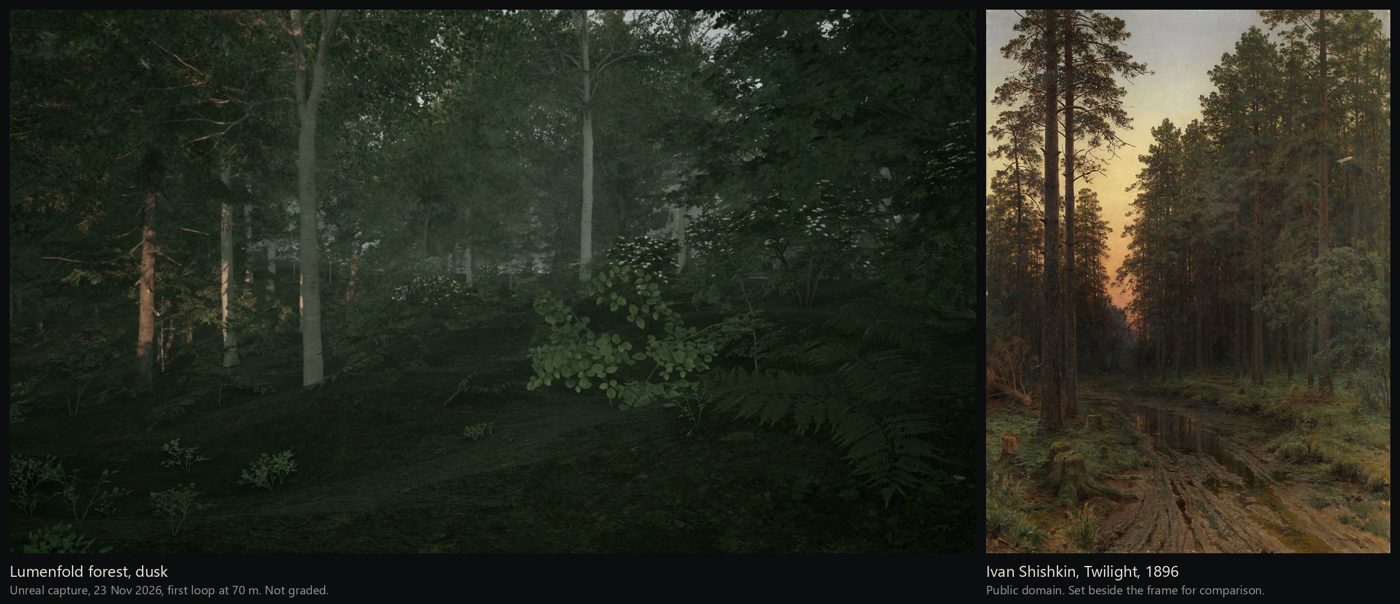 Lumenfold forest, dusk
Unreal capture, 23 Nov 2026, first loop at 70 m. Not graded.
Ivan Shishkin, Twilight, 1896
Public domain. Set beside the frame for comparison.